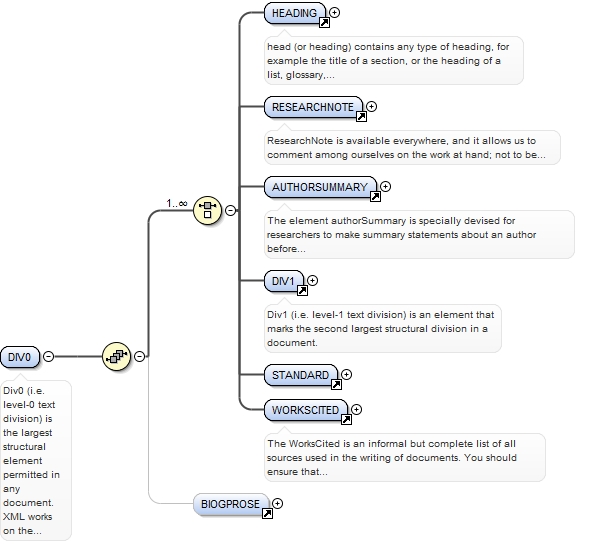 HEADING
head (or heading) contains any type of heading, for
example the title of a section, or the heading of a
list, glossary,...
RESEARCHNOTE
ResearchNote is available everywhere, and it allows us to
comment among ourselves on the work at hand; not to be...
AUTHORSUMMARY
The element authorSummary is specially devised for
researchers to make summary statements about an author
before...
1..∞
DIV1
Div1 (i.e. level-1 text division) is an element that
marks the second largest structural division in a
document.
DIV0
Div0 (i.e.
level-0 text
division) is
the largest
structural
element
permitted in
any
document.
XML works
on the...
STANDARD
WORKSCITED
The WorksCited is an informal but complete list of all
sources used in the writing of documents. You should
ensure that...
BIOGPROSE